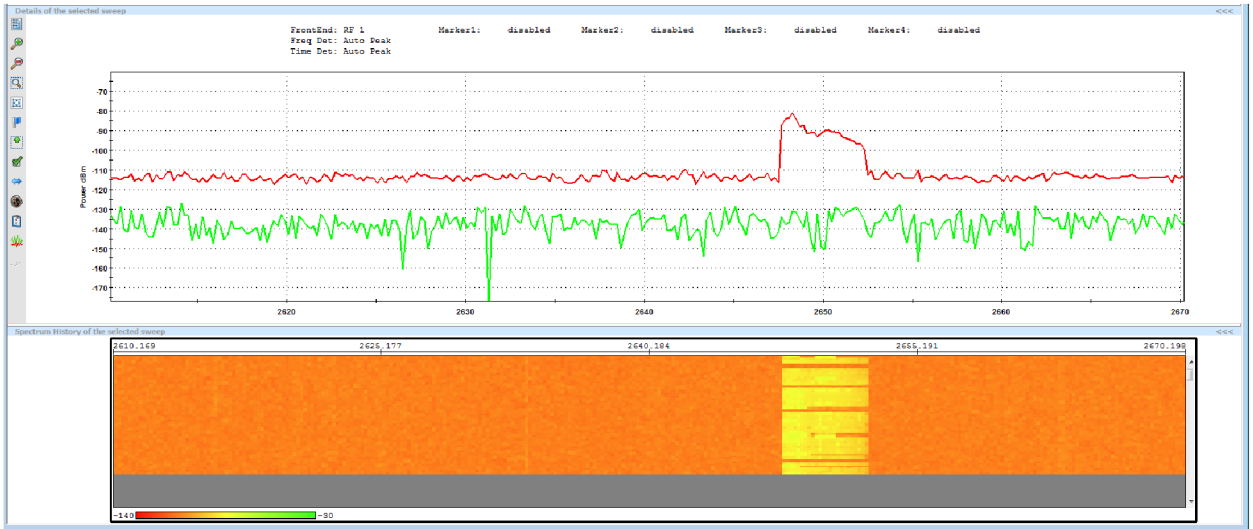 Details of the selected sweep <<<
FrontEnd: RF 1 Marker1: disabled Marker2: disabled Marker3: disabled Marker4: disabled
Freq Det: Auto Peak
Time Det: Auto Peak
-70
-80
-90
-100
-110
-120
-130
-140
-150
-160
-170
Power dBm
2620 2630 2640 2650 2660 2670
Spectrum History of the selected sweep <<<
2610.169 2625.177 2640.184 2655.191 2670.198
-140 -30